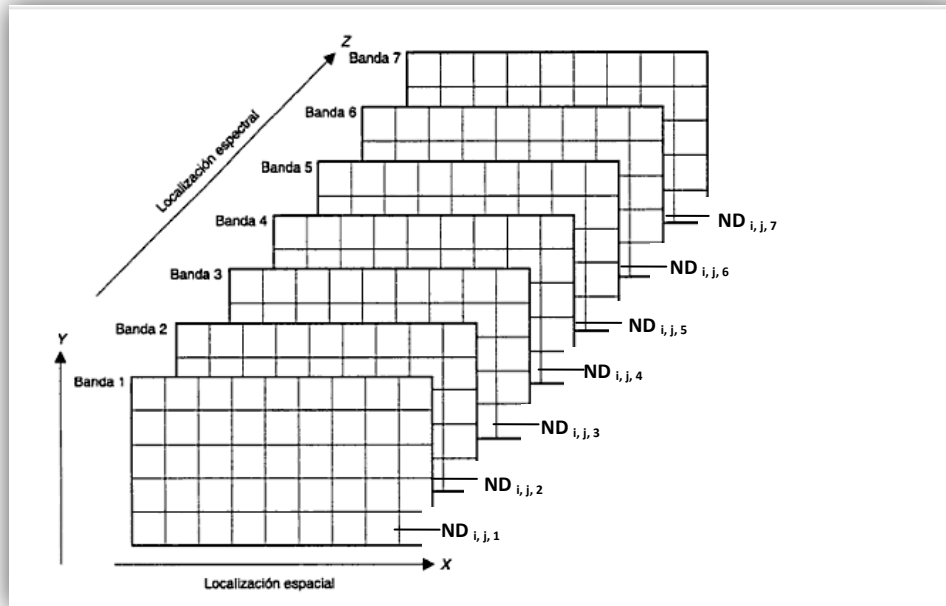 Z
Banda 7
Localización espectral
Banda 6
Banda 5
Banda 4
ND i, j, 7
Banda 3
ND i, j, 6
Y
Banda 2
ND i, j, 5
ND i, j, 4
Banda 1
ND i, j, 3
ND i, j, 2
ND i, j, 1
X
Localización espacial